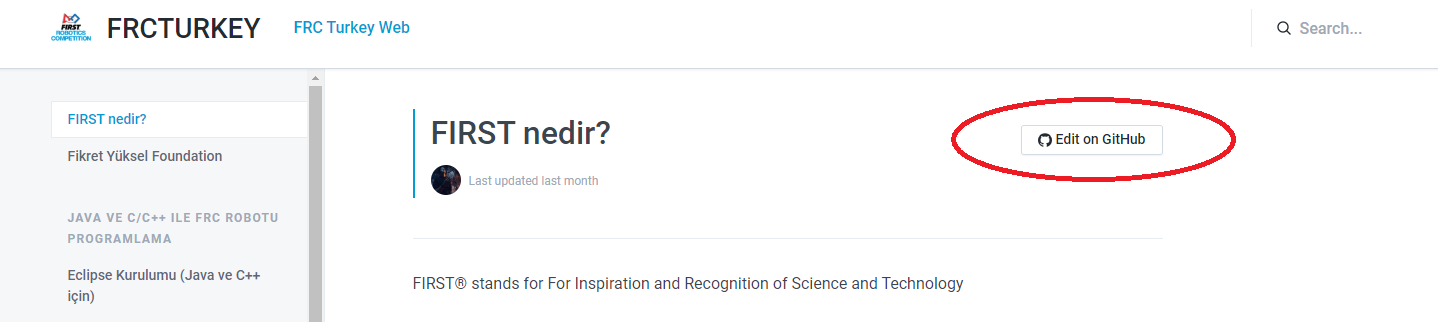 FIRST
ROBOTICS
COMPETITION
FRCTURKEY
FRC Turkey Web
Search...
FIRST nedir?
Fikret Yüksel Foundation
JAVA VE C/C++ ILE FRC ROBOTU
PROGRAMLAMA
Eclipse Kurulumu (Java ve C++
için)
FIRST nedir?
Edit on GitHub
Last updated last month
FIRST® stands for For Inspiration and Recognition of Science and Technology